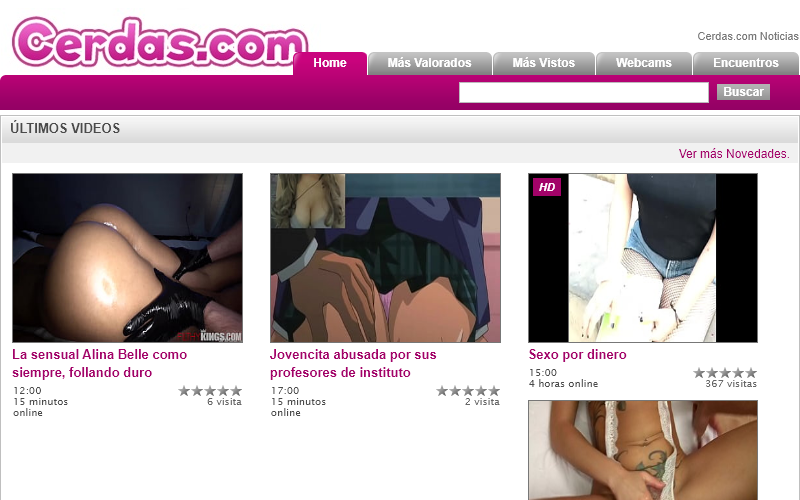 Cerdas.com
Cerdas.com Noticias
Home
Más Valorados
Más Vistos
Webcams
Encuentros
Buscar
ÚLTIMOS VIDEOS
Ver más Novedades.
HD
KINGS.COM
La sensual Alina Belle como
siempre, follando duro
12:00
15 minutos
online
6 visita
Jovencita abusada por sus
profesores de instituto
17:00
15 minutos
online
2 visita
Sexo por dinero
15:00
4 horas online
367 visitas